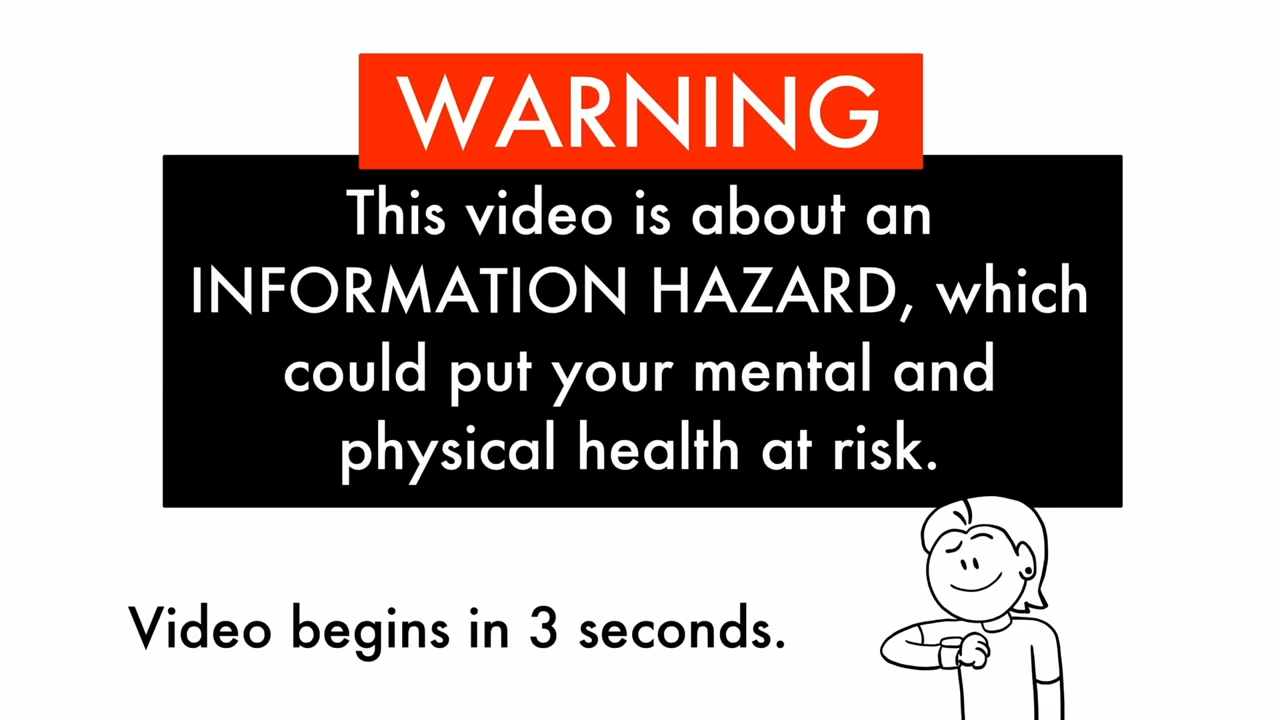 WARNING
This video is about an
INFORMATION HAZARD, which
could put your mental and
physical health at risk.
Video begins in 3 seconds.